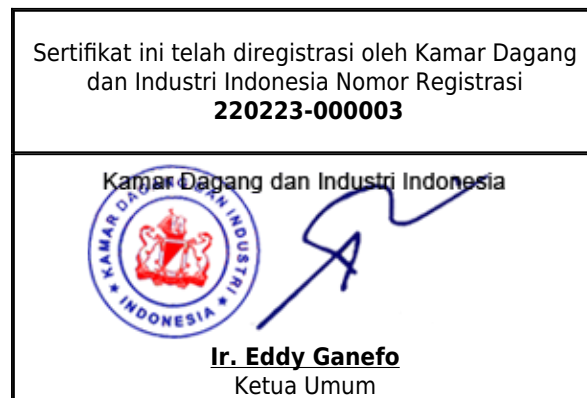 Sertifikat ini telah diregistrasi oleh Kamar Dagang
dan Industri Indonesia Nomor Registrasi
220223-000003
Kamar Dagang dan Industri Indonesia
KAMAR DAGANG DAN INDUSTRI
INDONESIA
Ir. Eddy Ganefo
Ketua Umum